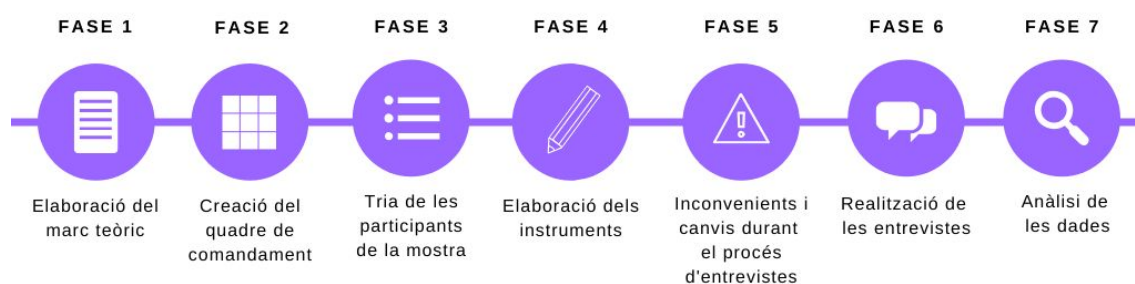 FASE 1
FASE 2
FASE 3
FASE 4
FASE 5
FASE 6
FASE 7
Elaboració del
marc teòric
Creació del
quadre de
comandament
Tria de les
participants
de la mostra
Elaboració dels
instruments
Inconvenients i
canvis durant
el procés
d'entrevistes
Realització de
les entrevistes
Anàlisi de
les dades